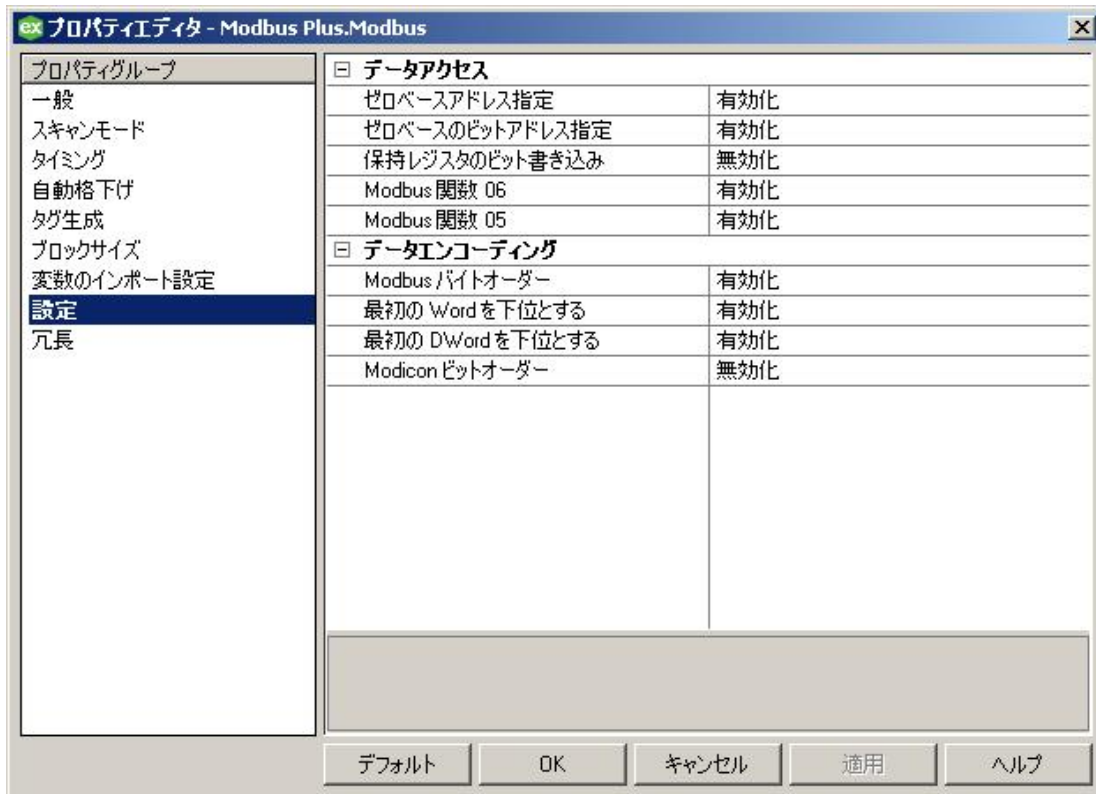 ex プロパティエディタ - Modbus Plus.Modbus
プロパティグループ
一般
スキャンモード
タイミング
自動格下げ
タグ生成
ブロックサイズ
変数のインポート設定
設定
冗長
データアクセス
ゼロベースアドレス指定 有効化
ゼロベースのビットアドレス指定 有効化
保持レジスタのビット書き込み 無効化
Modbus 関数 06 有効化
Modbus 関数 05 有効化
データエンコーディング
Modbus バイトオーダー 有効化
最初の Word を下位とする 有効化
最初の DWord を下位とする 有効化
Modicon ビットオーダー 無効化
デフォルト OK キャンセル 適用 ヘルプ